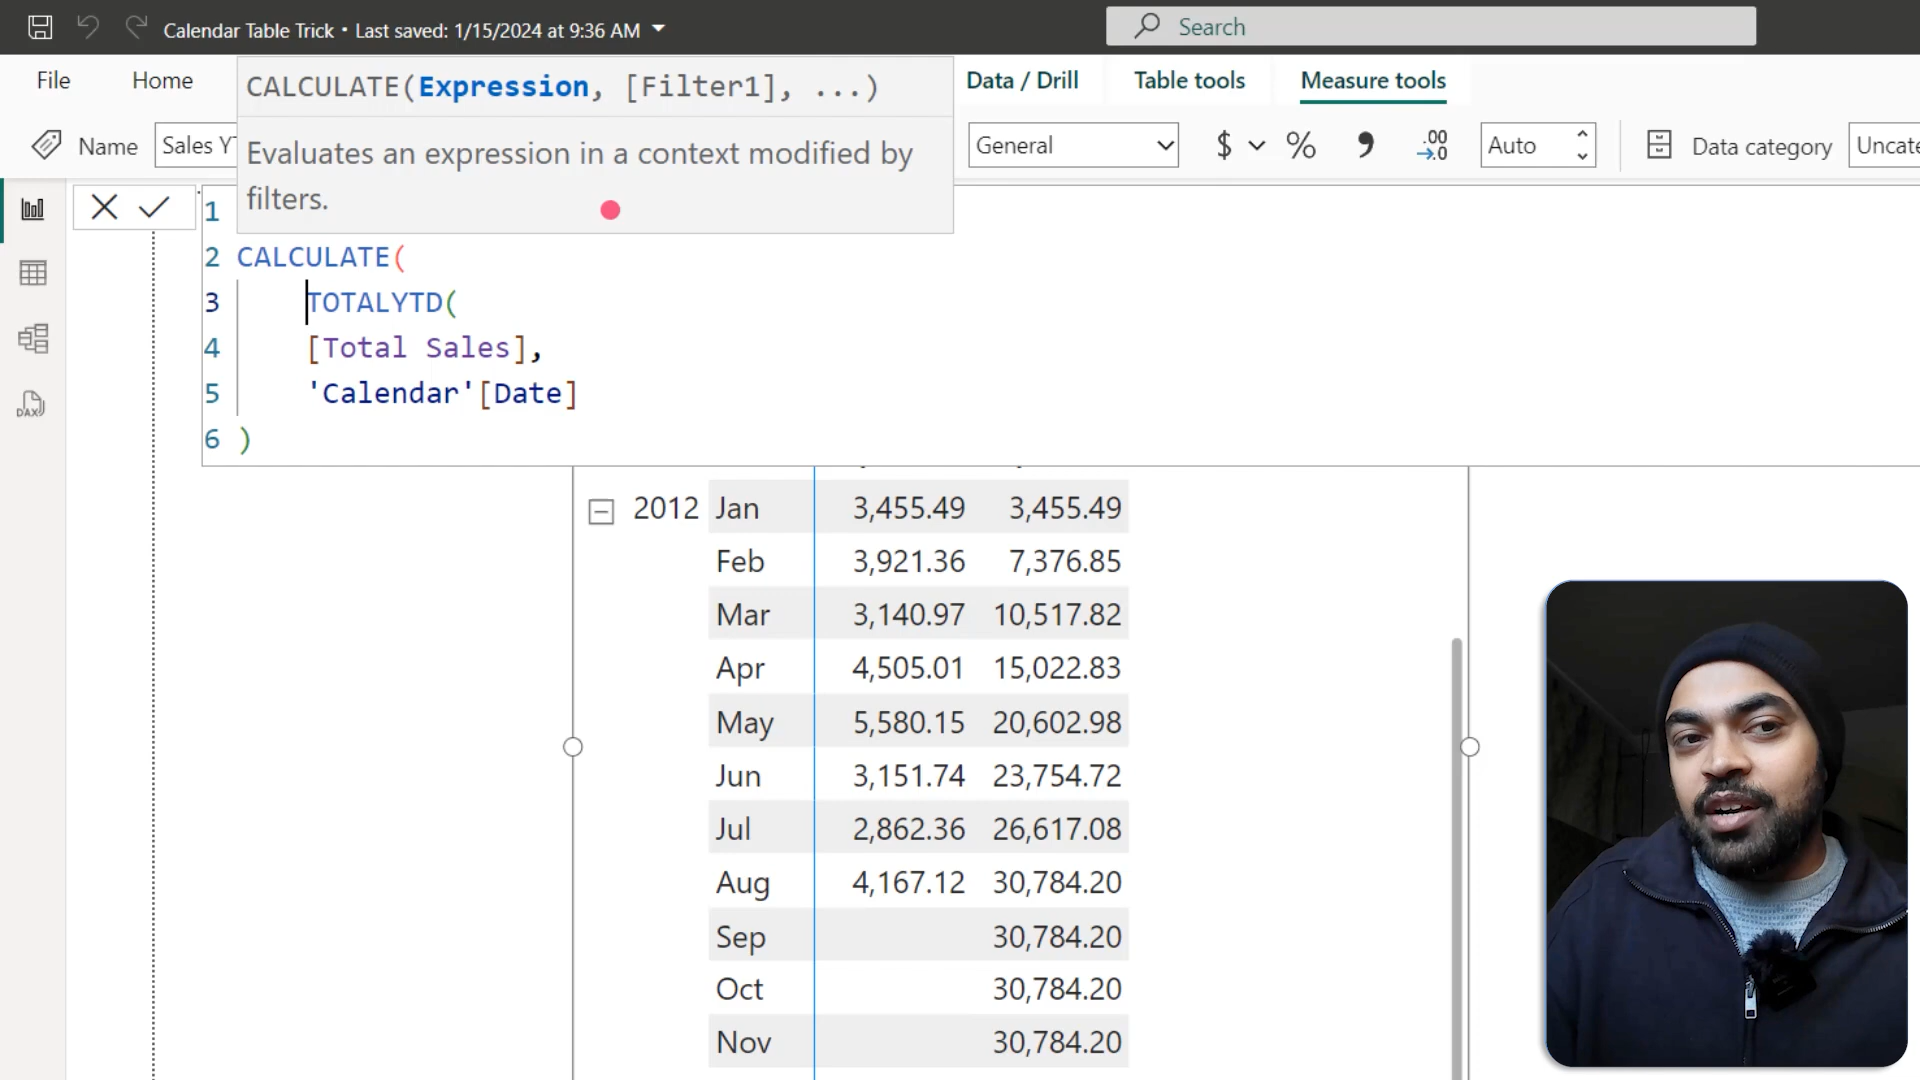 Calendar Table Trick • Last saved: 1/15/2024 at 9:36 AM
Search
File
Home
CALCULATE(Expression, [Filter1], ...)
Data / Drill
Table tools
Measure tools
Name
Sales Y
Evaluates an expression in a context modified by
filters.
General
$
%
.00
→.0
Auto
Data category
Uncate
1
2 CALCULATE(
3 TOTALYTD(
4 [Total Sales],
5 'Calendar'[Date]
6 )
DAX
2012 Jan 3,455.49 3,455.49
Feb 3,921.36 7,376.85
Mar 3,140.97 10,517.82
Apr 4,505.01 15,022.83
May 5,580.15 20,602.98
Jun 3,151.74 23,754.72
Jul 2,862.36 26,617.08
Aug 4,167.12 30,784.20
Sep 30,784.20
Oct 30,784.20
Nov 30,784.20